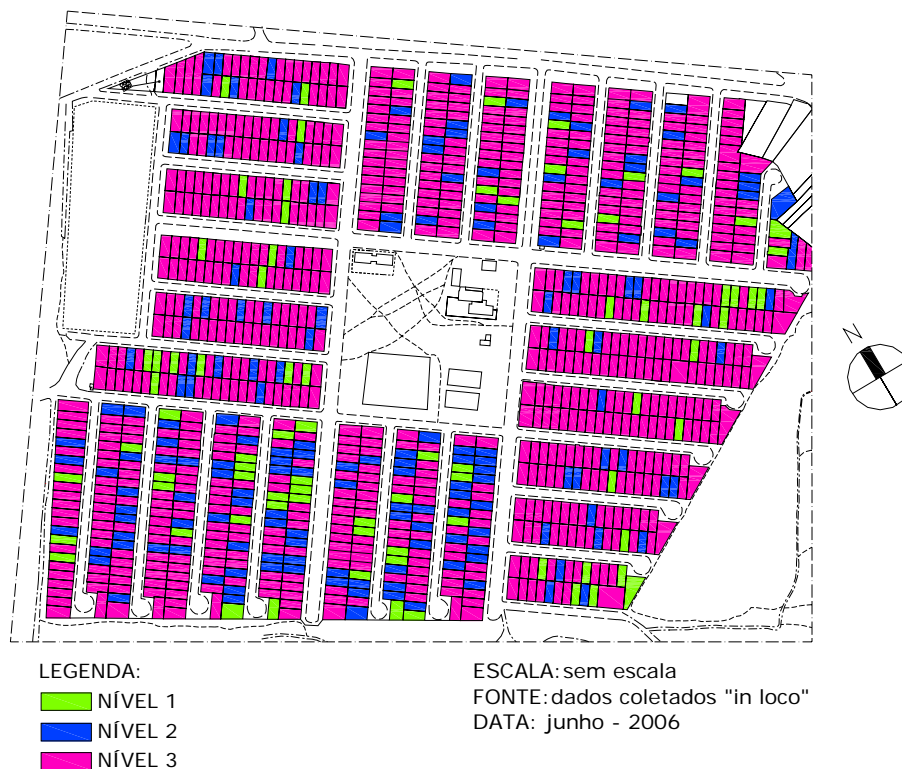 N
LEGENDA:
NÍVEL 1
NÍVEL 2
NÍVEL 3
ESCALA: sem escala
FONTE: dados coletados "in loco"
DATA: junho - 2006